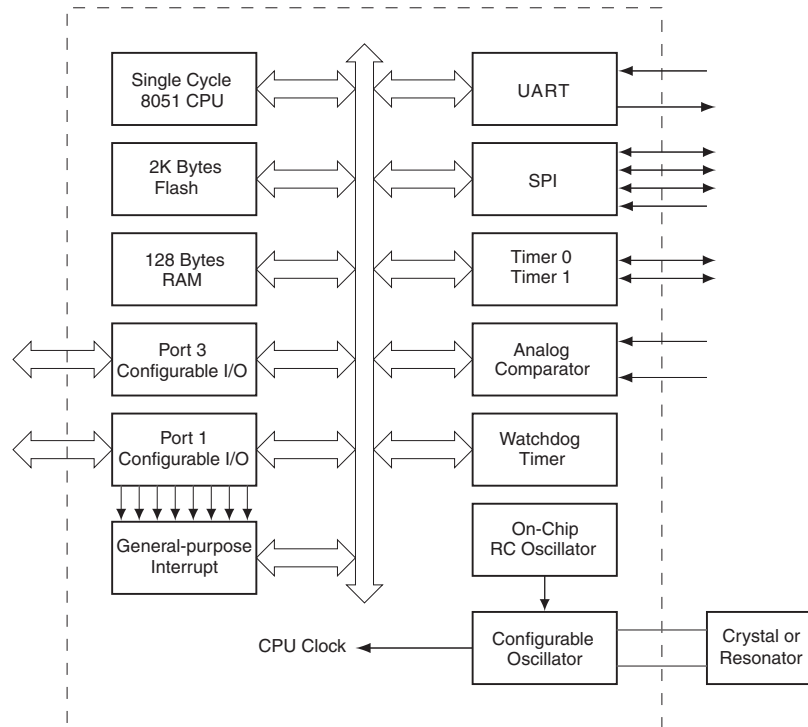 Single Cycle
8051 CPU
UART
2K Bytes
Flash
SPI
128 Bytes
RAM
Timer 0
Timer 1
Port 3
Configurable I/O
Analog
Comparator
Port 1
Configurable I/O
Watchdog
Timer
General-purpose
Interrupt
On-Chip
RC Oscillator
CPU Clock
Configurable
Oscillator
Crystal or
Resonator